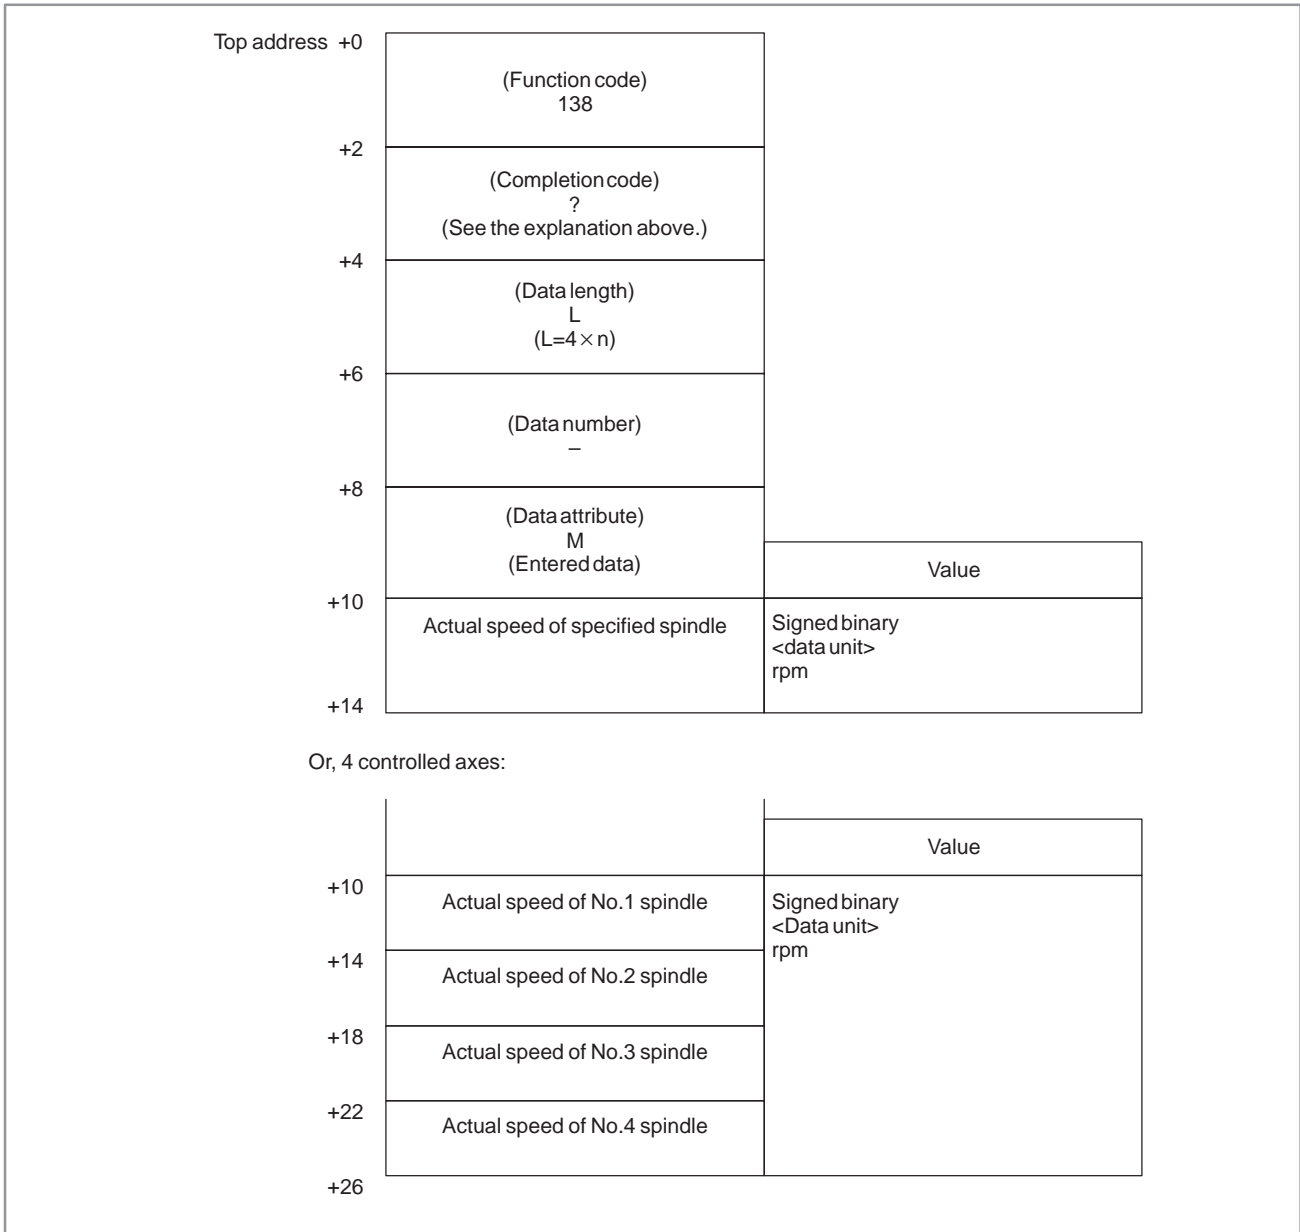 Top address +0
(Function code)
138
+2
(Completion code)
?
(See the explanation above.)
+4
(Data length)
L
(L=4×n)
+6
(Data number)
–
+8
(Data attribute)
M
(Entered data)
Value
+10
Actual speed of specified spindle
Signed binary
<data unit>
rpm
+14
Or, 4 controlled axes:
Value
+10
Actual speed of No.1 spindle
Signed binary
<Data unit>
rpm
+14
Actual speed of No.2 spindle
+18
Actual speed of No.3 spindle
+22
Actual speed of No.4 spindle
+26